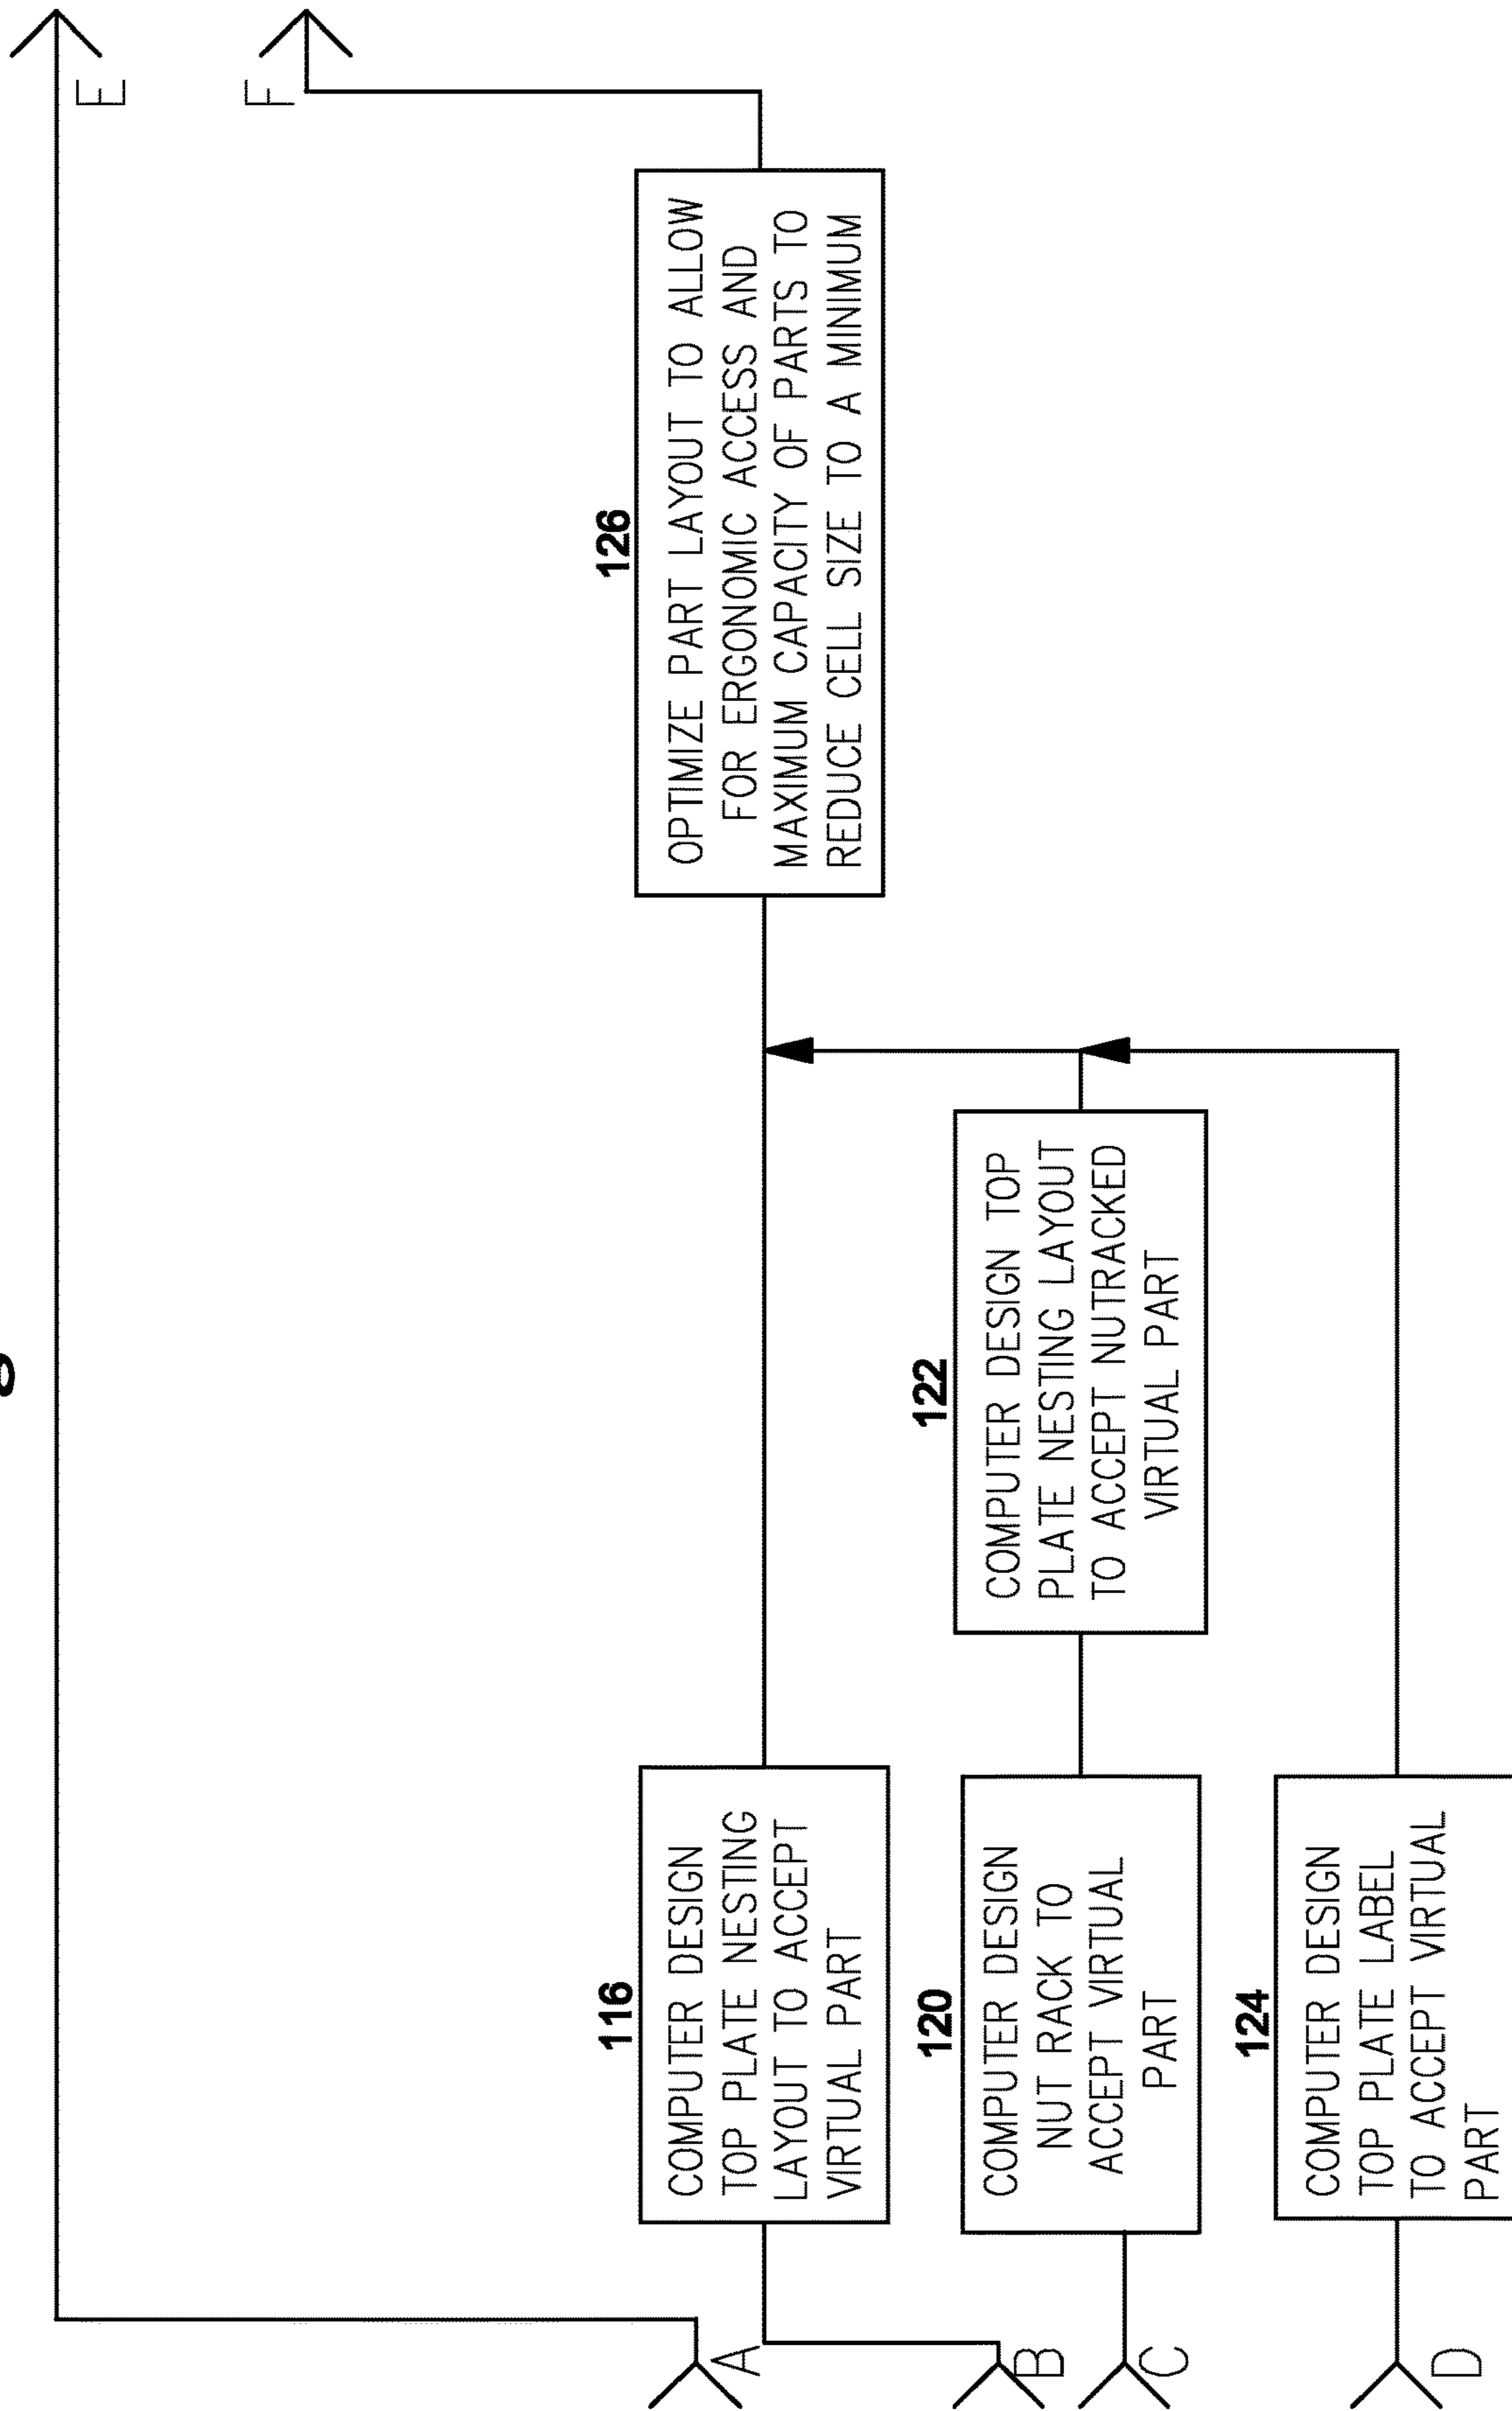 E
F
126
OPTIMIZE PART LAYOUT TO ALLOW
FOR ERGONOMIC ACCESS AND
MAXIMUM CAPACITY OF PARTS TO
REDUCE CELL SIZE TO A MINIMUM
116
COMPUTER DESIGN
TOP PLATE NESTING
LAYOUT TO ACCEPT
VIRTUAL PART
122
COMPUTER DESIGN TOP
PLATE NESTING LAYOUT
TO ACCEPT NUTRACKED
VIRTUAL PART
120
COMPUTER DESIGN
NUT RACK TO
ACCEPT VIRTUAL
PART
124
COMPUTER DESIGN
TOP PLATE LABEL
TO ACCEPT VIRTUAL
PART
A
B
C
D